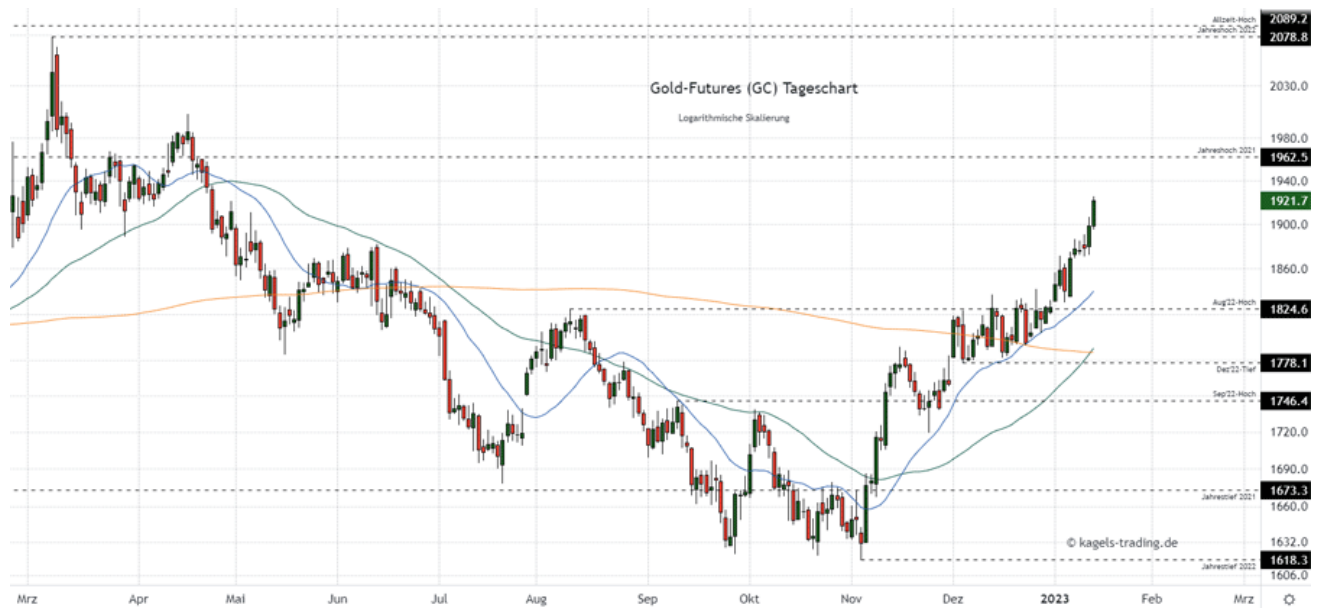 Allzeit-Hoch 2089.2
Jahreshoch 2022 2078.8
2030.0
Gold-Futures (GC) Tageschart
Logarithmische Skalierung
1980.0
Jahreshoch 2021 1962.5
1940.0
1921.7
1900.0
1860.0
Aug'22-Hoch 1824.6
1778.1
Dez'22-Tief
Sep'22-Hoch 1746.4
1720.0
1690.0
1673.3
Jahrestief 2021
1660.0
© kagels-trading.de
1632.0
1618.3
Jahrestief 2022
1606.0
Mrz Apr Mai Jun Jul Aug Sep Okt Nov Dez 2023 Feb Mrz